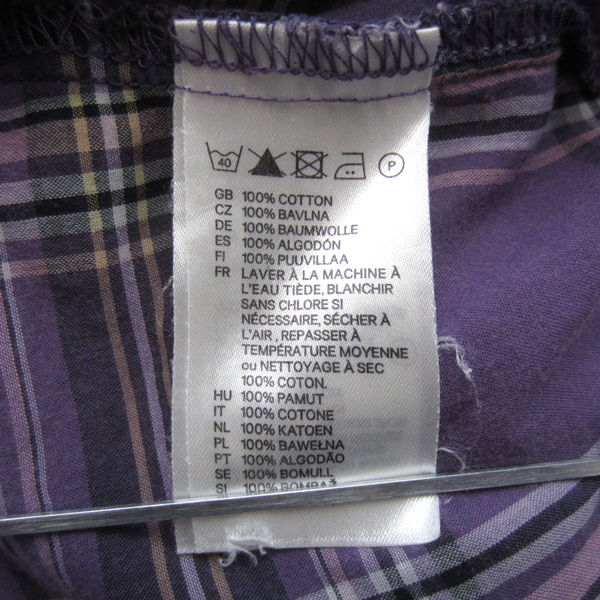 40 P
GB 100% COTTON
CZ 100% BAVLNA
DE 100% BAUMWOLLE
ES 100% ALGODÓN
FI 100% PUUVILLAA
FR LAVER À LA MACHINE À
L'EAU TIÈDE, BLANCHIR
SANS CHLORE SI
NÉCESSAIRE, SÉCHER À
L'AIR, REPASSER À
TEMPÉRATURE MOYENNE
OU NETTOYAGE À SEC
100% COTON.
HU 100% PAMUT
IT 100% COTONE
NL 100% KATOEN
PL 100% BAWEŁNA
PT 100% ALGODÃO
SE 100% BOMULL
SI 100%